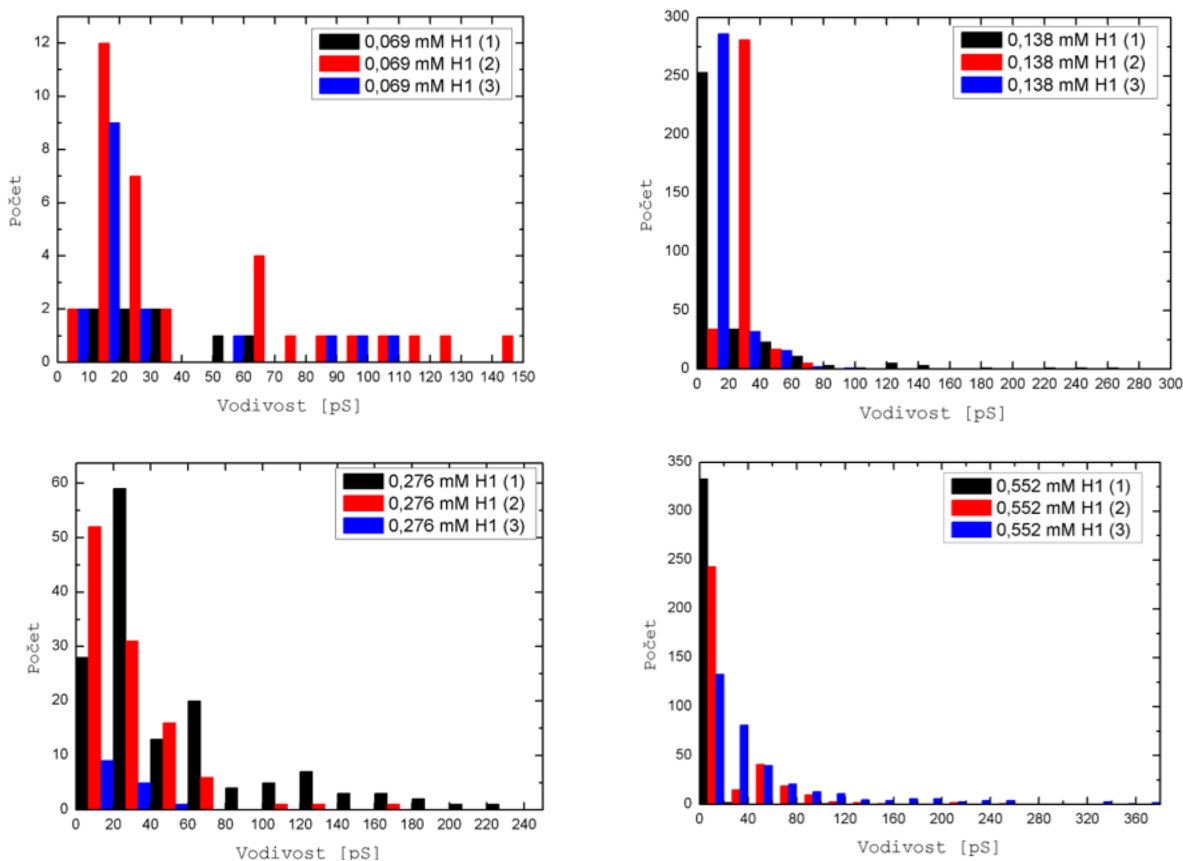 12
10
8
6
4
2
0
Počet
0,069 mM H1 (1)
0,069 mM H1 (2)
0,069 mM H1 (3)
0 10 20 30 40 50 60 70 80 90 100 110 120 130 140 150
Vodivost [pS]
300
250
200
150
100
50
0
Počet
0,138 mM H1 (1)
0,138 mM H1 (2)
0,138 mM H1 (3)
0 20 40 60 80 100 120 140 160 180 200 220 240 260 300
Vodivost [pS]
60
50
40
30
20
10
0
Počet
0,276 mM H1 (1)
0,276 mM H1 (2)
0,276 mM H1 (3)
0 20 40 60 80 100 120 140 160 180 200 220 240
Vodivost [pS]
350
300
250
200
150
100
50
0
Počet
0,552 mM H1 (1)
0,552 mM H1 (2)
0,552 mM H1 (3)
0 40 80 120 160 200 240 280 320 360
Vodivost [pS]